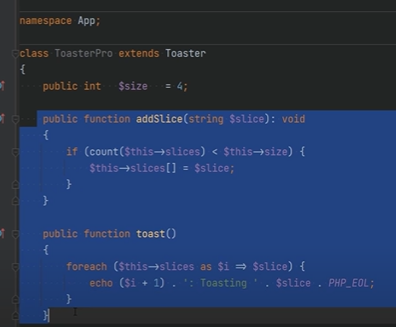 namespace App;
class ToasterPro extends Toaster
{
public int $size = 4;
public function addSlice(string $slice): void
{
if (count($this->slices) < $this->size) {
$this->slices[] = $slice;
}
}
public function toast()
{
foreach ($this->slices as $i => $slice) {
echo ($i + 1) . ': Toasting ' . $slice . PHP_EOL;
}
}